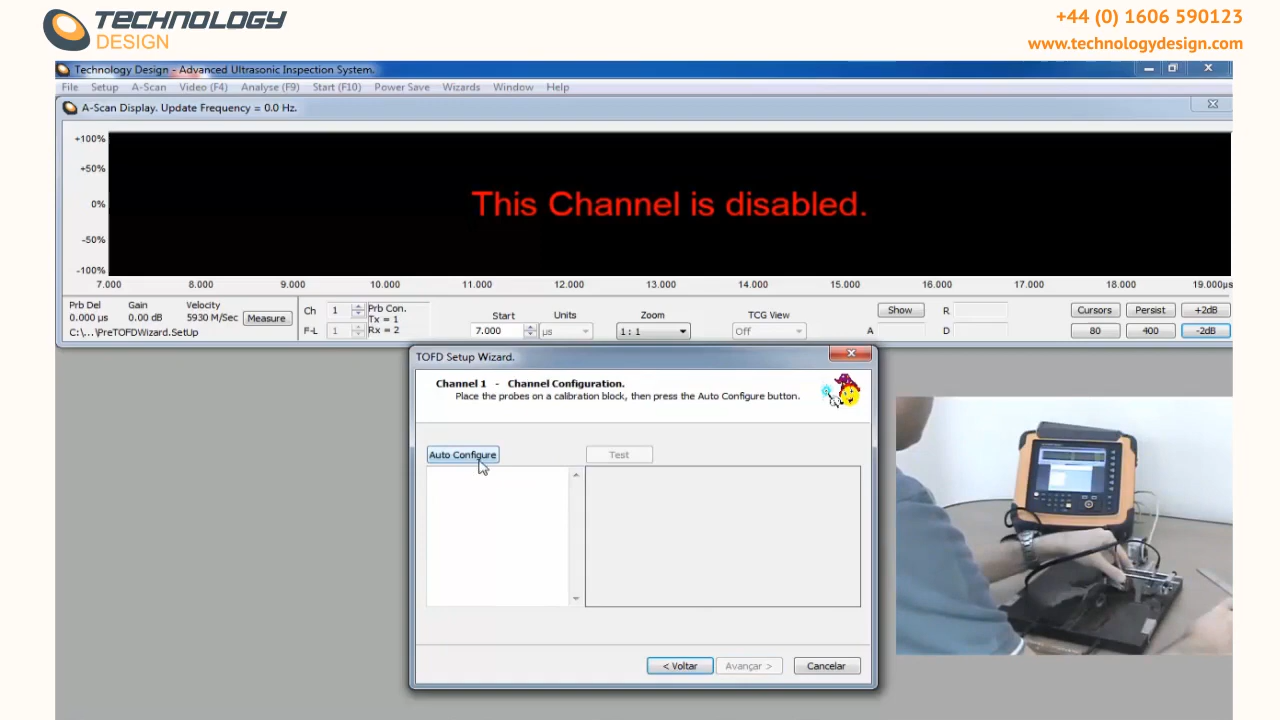 TECHNOLOGY
DESIGN
+44 (0) 1606 590123
www.technologydesign.com
Technology Design - Advanced Ultrasonic Inspection System.
File Setup A-Scan Video (F4) Analyse (F9) Start (F10) Power Save Wizards Window Help
A-Scan Display. Update Frequency = 0.0 Hz.
+100%
+50%
0%
-50%
-100%
This Channel is disabled.
7.000 8.000 9.000 10.000 11.000 12.000 13.000 14.000 15.000 16.000 17.000 18.000 19.000µs
Prb Del Gain Velocity
0.000 µs 0.00 dB 5930 M/Sec Measure
C:\...\PreTOFDWizard.SetUp
Ch 1 Prb Con.
Tx = 1
F-L 1 Rx = 2
Start Units Zoom TCG View
7.000 µs 1 : 1 Off
Show R Cursors Persist +2dB
A D 80 400 -2dB
TOFD Setup Wizard.
Channel 1 - Channel Configuration.
Place the probes on a calibration block, then press the Auto Configure button.
Auto Configure Test
< Voltar Avançar > Cancelar